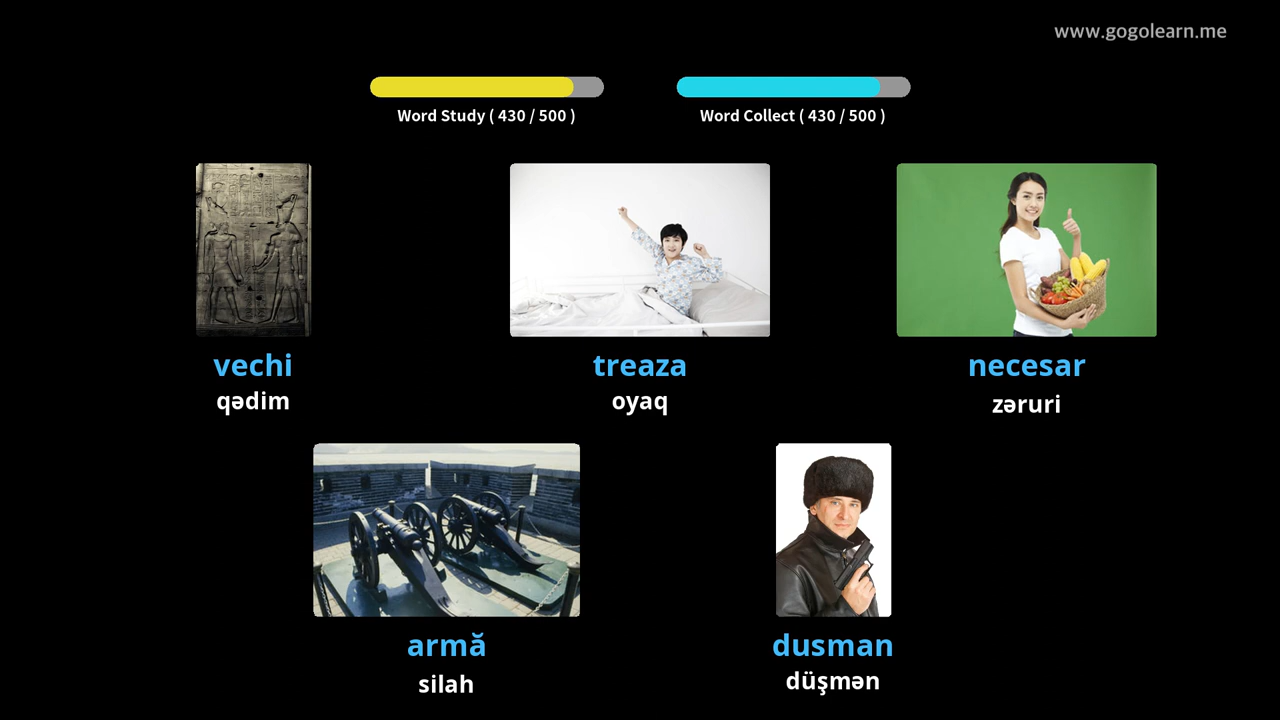 www.gogolearn.me
Word Study ( 430 / 500 )
Word Collect ( 430 / 500 )
vechi
qədim
treaza
oyaq
necesar
zəruri
armă
silah
dusman
düşmən